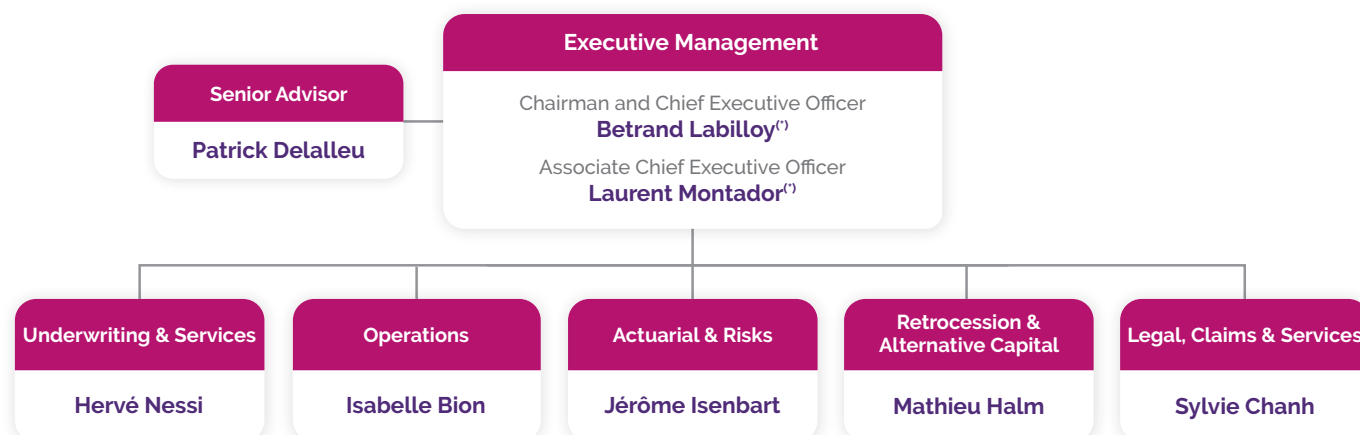 Executive Management
Senior Advisor
Patrick Delalleu
Chairman and Chief Executive Officer
Betrand Labilloy(*)
Associate Chief Executive Officer
Laurent Montador(*)
Underwriting & Services
Hervé Nessi
Operations
Isabelle Bion
Actuarial & Risks
Jérôme Isenbart
Retrocession &
Alternative Capital
Mathieu Halm
Legal, Claims & Services
Sylvie Chanh